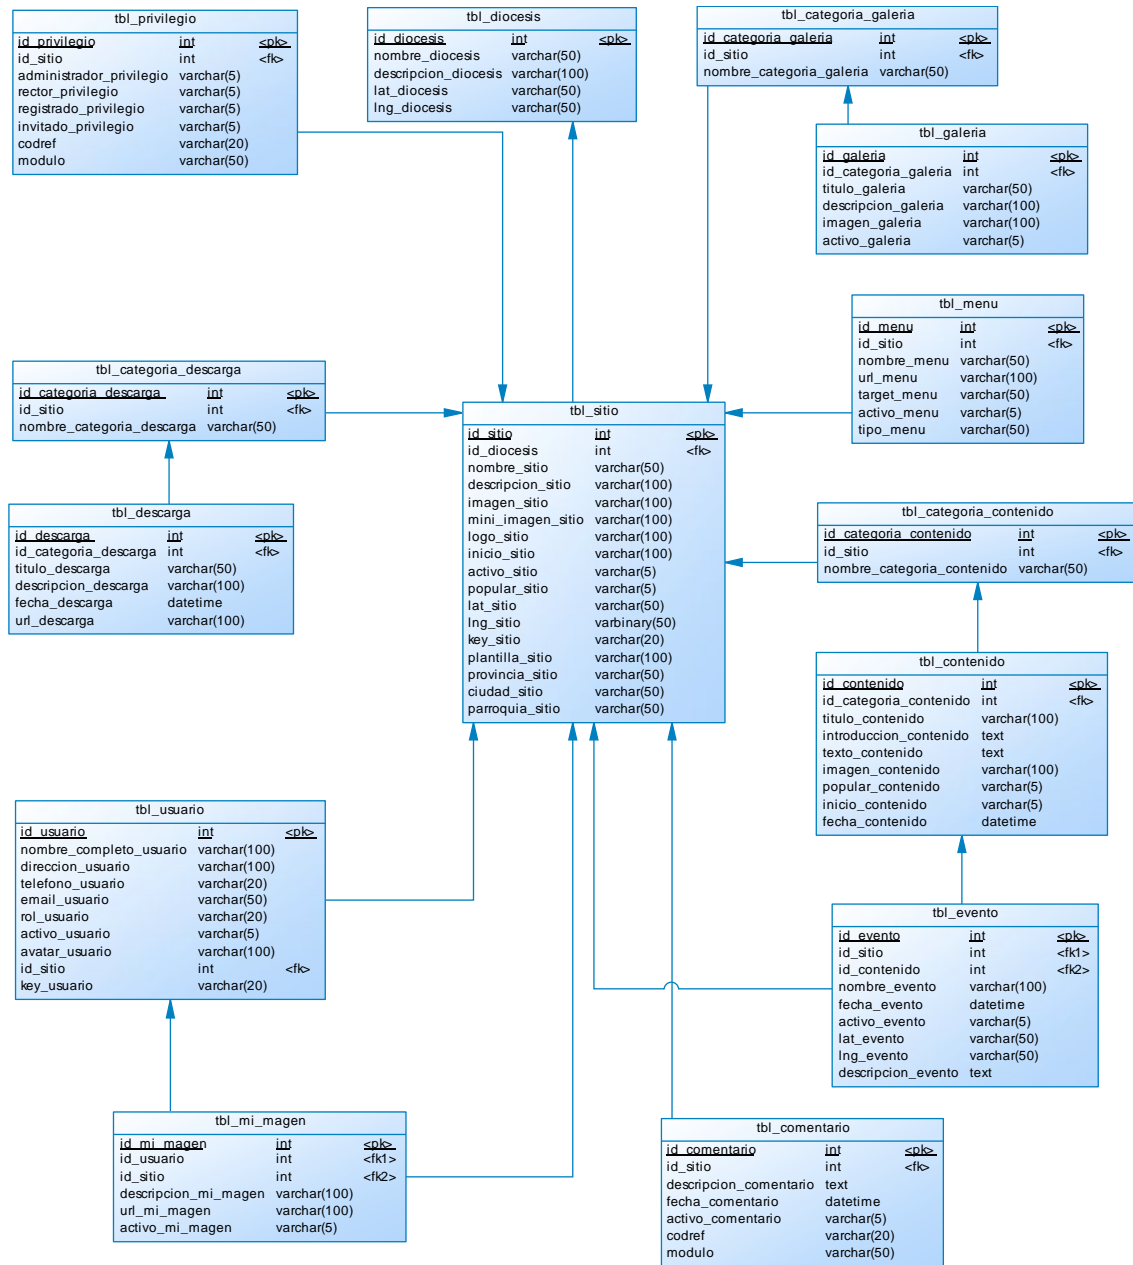 tbl_privilegio
id_privilegio int <pk>
id_sitio int <fk>
administrador_privilegio varchar(5)
rector_privilegio varchar(5)
registrado_privilegio varchar(5)
invitado_privilegio varchar(5)
codref varchar(20)
modulo varchar(50)
tbl_diocesis
id_diocesis int <pk>
nombre_diocesis varchar(50)
descripcion_diocesis varchar(100)
lat_diocesis varchar(50)
lng_diocesis varchar(50)
tbl_categoria_galeria
id_categoria_galeria int <pk>
id_sitio int <fk>
nombre_categoria_galeria varchar(50)
tbl_galeria
id_galeria int <pk>
id_categoria_galeria int <fk>
titulo_galeria varchar(50)
descripcion_galeria varchar(100)
imagen_galeria varchar(100)
activo_galeria varchar(5)
tbl_menu
id_menu int <pk>
id_sitio int <fk>
nombre_menu varchar(50)
url_menu varchar(100)
target_menu varchar(50)
activo_menu varchar(5)
tipo_menu varchar(50)
tbl_categoria_descarga
id_categoria_descarga int <pk>
id_sitio int <fk>
nombre_categoria_descarga varchar(50)
tbl_sitio
id_sitio int <pk>
id_diocesis int <fk>
nombre_sitio varchar(50)
descripcion_sitio varchar(100)
imagen_sitio varchar(100)
mini_imagen_sitio varchar(100)
logo_sitio varchar(100)
inicio_sitio varchar(100)
activo_sitio varchar(5)
popular_sitio varchar(5)
lat_sitio varchar(50)
lng_sitio varbinary(50)
key_sitio varchar(20)
plantilla_sitio varchar(100)
provincia_sitio varchar(50)
ciudad_sitio varchar(50)
parroquia_sitio varchar(50)
tbl_descarga
id_descarga int <pk>
id_categoria_descarga int <fk>
titulo_descarga varchar(50)
descripcion_descarga varchar(100)
fecha_descarga datetime
url_descarga varchar(100)
tbl_categoria_contenido
id_categoria_contenido int <pk>
id_sitio int <fk>
nombre_categoria_contenido varchar(50)
tbl_contenido
id_contenido int <pk>
id_categoria_contenido int <fk>
titulo_contenido varchar(100)
introduccion_contenido text
texto_contenido text
imagen_contenido varchar(100)
popular_contenido varchar(5)
inicio_contenido varchar(5)
fecha_contenido datetime
tbl_usuario
id_usuario int <pk>
nombre_completo_usuario varchar(100)
direccion_usuario varchar(100)
telefono_usuario varchar(20)
email_usuario varchar(50)
rol_usuario varchar(20)
activo_usuario varchar(5)
avatar_usuario varchar(100)
id_sitio int <fk>
key_usuario varchar(20)
tbl_evento
id_evento int <pk>
id_sitio int <fk1>
id_contenido int <fk2>
nombre_evento varchar(100)
fecha_evento datetime
activo_evento varchar(5)
lat_evento varchar(50)
lng_evento varchar(50)
descripcion_evento text
tbl_mi_magen
id_mi_magen int <pk>
id_usuario int <fk1>
id_sitio int <fk2>
descripcion_mi_magen varchar(100)
url_mi_magen varchar(100)
activo_mi_magen varchar(5)
tbl_comentario
id_comentario int <pk>
id_sitio int <fk>
descripcion_comentario text
fecha_comentario datetime
activo_comentario varchar(5)
codref varchar(20)
modulo varchar(50)